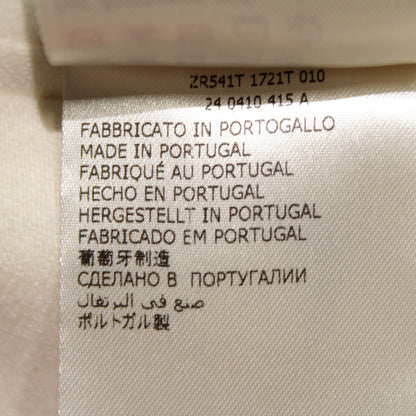 ZR541T 1721T 010
24 0410 415 A
FABBRICATO IN PORTOGALLO
MADE IN PORTUGAL
FABRIQUÉ AU PORTUGAL
HECHO EN PORTUGAL
HERGESTELLT IN PORTUGAL
FABRICADO EM PORTUGAL
葡萄牙制造
СДЕЛАНО В ПОРТУГАЛИИ
صنع في البرتغال
ポルトガル製